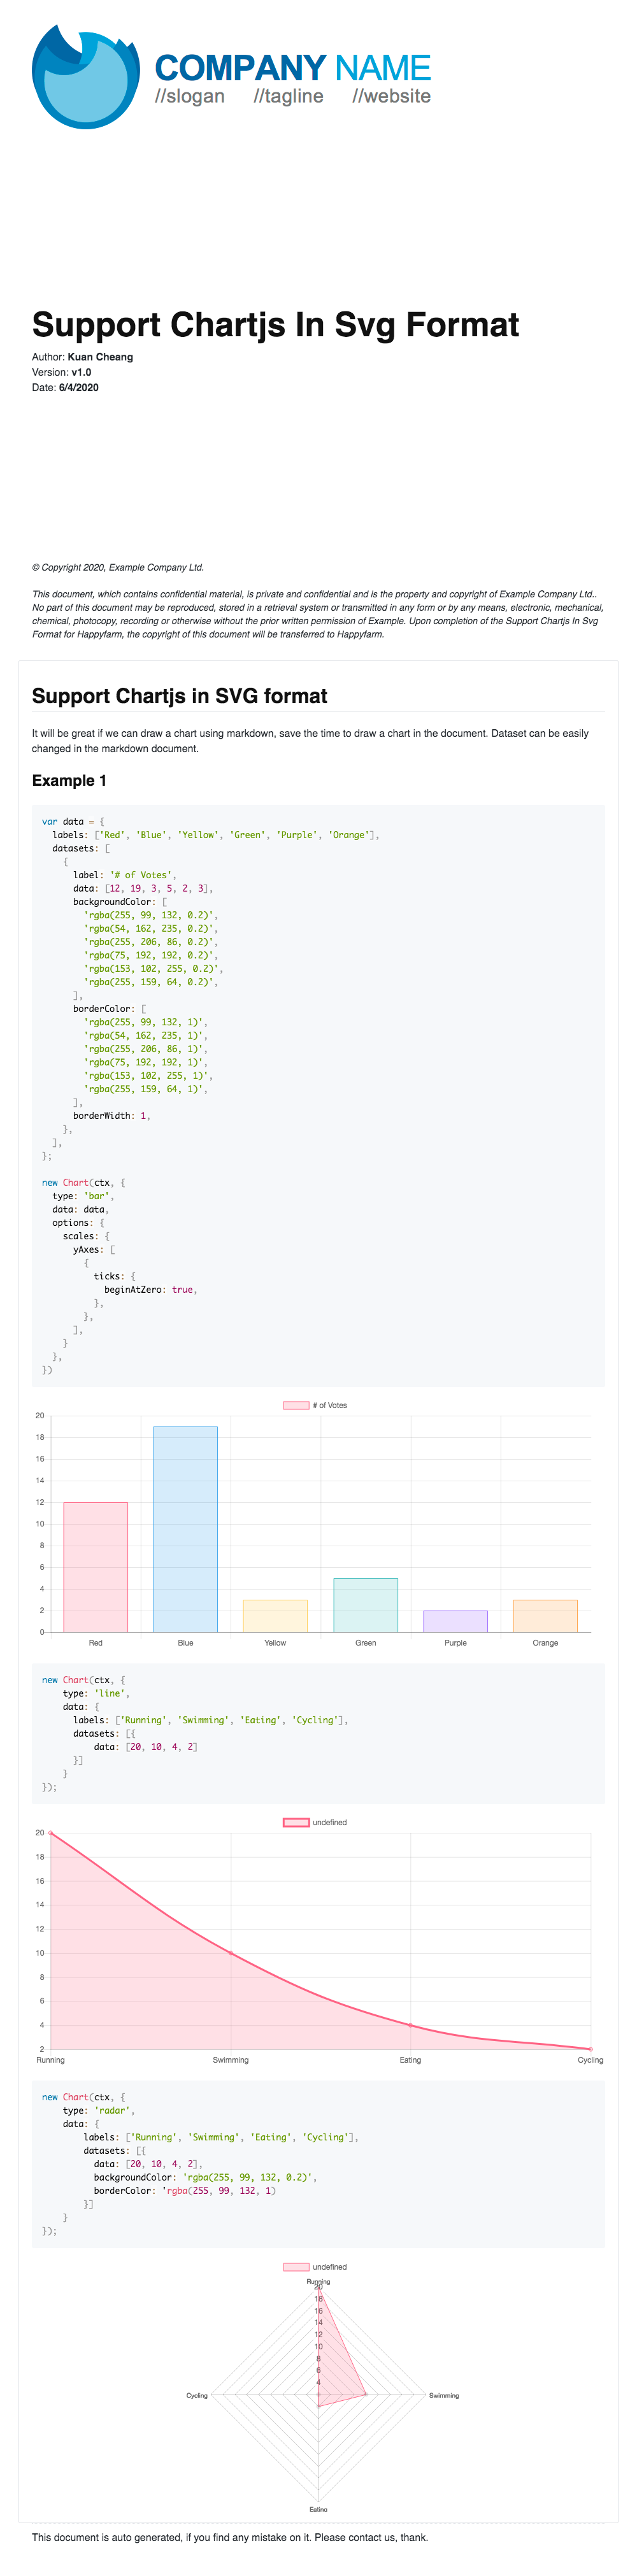 COMPANY NAME
//slogan //tagline //website
Support Chartjs In Svg Format
Author: Kuan Cheang
Version: v1.0
Date: 6/4/2020
© Copyright 2020, Example Company Ltd.
This document, which contains confidential material, is private and confidential and is the property and copyright of Example Company Ltd..
No part of this document may be reproduced, stored in a retrieval system or transmitted in any form or by any means, electronic, mechanical,
chemical, photocopy, recording or otherwise without the prior written permission of Example. Upon completion of the Support Chartjs In Svg
Format for Happyfarm, the copyright of this document will be transferred to Happyfarm.
Support Chartjs in SVG format
It will be great if we can draw a chart using markdown, save the time to draw a chart in the document. Dataset can be easily
changed in the markdown document.
Example 1
var data = {
  labels: ['Red', 'Blue', 'Yellow', 'Green', 'Purple', 'Orange'],
  datasets: [
    {
      label: '# of Votes',
      data: [12, 19, 3, 5, 2, 3],
      backgroundColor: [
        'rgba(255, 99, 132, 0.2)',
        'rgba(54, 162, 235, 0.2)',
        'rgba(255, 206, 86, 0.2)',
        'rgba(75, 192, 192, 0.2)',
        'rgba(153, 102, 255, 0.2)',
        'rgba(255, 159, 64, 0.2)',
      ],
      borderColor: [
        'rgba(255, 99, 132, 1)',
        'rgba(54, 162, 235, 1)',
        'rgba(255, 206, 86, 1)',
        'rgba(75, 192, 192, 1)',
        'rgba(153, 102, 255, 1)',
        'rgba(255, 159, 64, 1)',
      ],
      borderWidth: 1,
    },
  ],
};
new Chart(ctx, {
  type: 'bar',
  data: data,
  options: {
    scales: {
      yAxes: [
        {
          ticks: {
            beginAtZero: true,
          },
        },
      ],
    }
  },
})
# of Votes
20
18
16
14
12
10
8
6
4
2
0
Red Blue Yellow Green Purple Orange
new Chart(ctx, {
    type: 'line',
    data: {
      labels: ['Running', 'Swimming', 'Eating', 'Cycling'],
      datasets: [{
          data: [20, 10, 4, 2]
      }]
    }
});
undefined
20
18
16
14
12
10
8
6
4
2
Running Swimming Eating Cycling
new Chart(ctx, {
    type: 'radar',
    data: {
        labels: ['Running', 'Swimming', 'Eating', 'Cycling'],
        datasets: [{
          data: [20, 10, 4, 2],
          backgroundColor: 'rgba(255, 99, 132, 0.2)',
          borderColor: 'rgba(255, 99, 132, 1)
        }]
    }
});
undefined
Running
20
18
16
14
12
10
8
6
4
Cycling Swimming
Eating
This document is auto generated, if you find any mistake on it. Please contact us, thank.